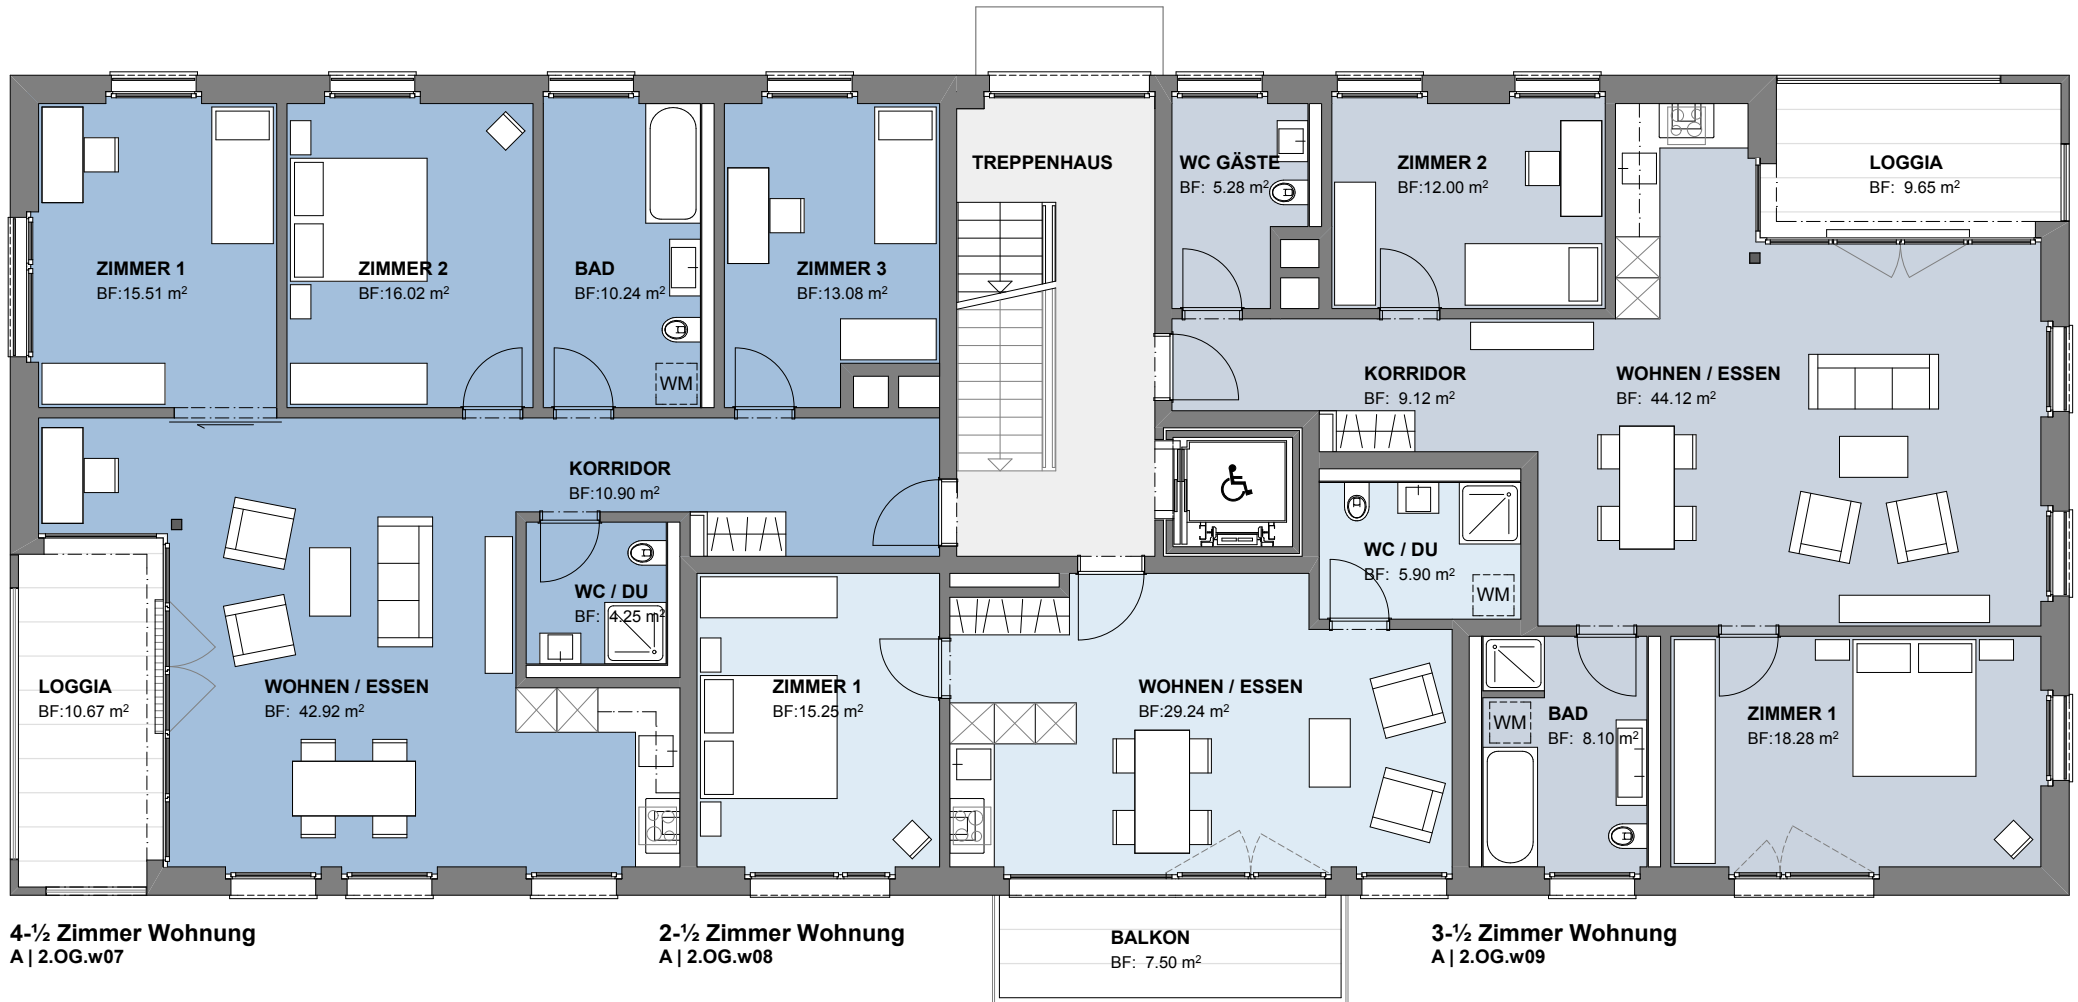 TREPPENHAUS
WC GÄSTE
BF: 5.28 m²
ZIMMER 2
BF:12.00 m²
LOGGIA
BF: 9.65 m²
ZIMMER 1
BF:15.51 m²
ZIMMER 2
BF:16.02 m²
BAD
BF:10.24 m²
ZIMMER 3
BF:13.08 m²
WM
KORRIDOR
BF: 9.12 m²
WOHNEN / ESSEN
BF: 44.12 m²
KORRIDOR
BF:10.90 m²
WC / DU
BF: 5.90 m²
WM
WC / DU
BF: 4.25 m²
LOGGIA
BF:10.67 m²
WOHNEN / ESSEN
BF: 42.92 m²
ZIMMER 1
BF:15.25 m²
WOHNEN / ESSEN
BF:29.24 m²
WM
BAD
BF: 8.10 m²
ZIMMER 1
BF:18.28 m²
4-½ Zimmer Wohnung
A | 2.OG.w07
2-½ Zimmer Wohnung
A | 2.OG.w08
BALKON
BF: 7.50 m²
3-½ Zimmer Wohnung
A | 2.OG.w09